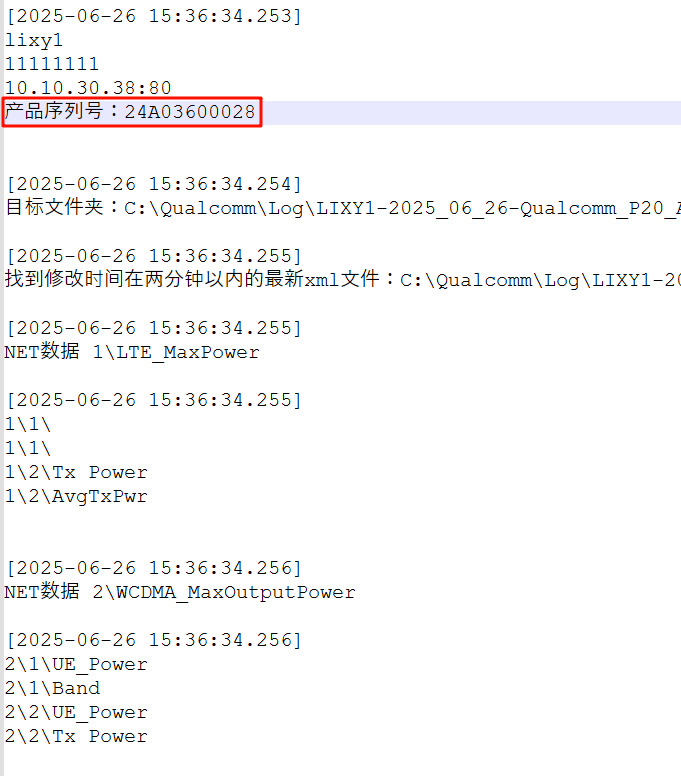 [2025-06-26 15:36:34.253]
lixy1
11111111
10.10.30.38:80
产品序列号：24A03600028
[2025-06-26 15:36:34.254]
目标文件夹：C:\Qualcomm\Log\LIXY1-2025_06_26-Qualcomm_P20_A
[2025-06-26 15:36:34.255]
找到修改时间在两分钟以内的最新xml文件：C:\Qualcomm\Log\LIXY1-20
[2025-06-26 15:36:34.255]
NET数据 1\LTE_MaxPower
[2025-06-26 15:36:34.255]
1\1\
1\1\
1\2\Tx Power
1\2\AvgTxPwr
[2025-06-26 15:36:34.256]
NET数据 2\WCDMA_MaxOutputPower
[2025-06-26 15:36:34.256]
2\1\UE_Power
2\1\Band
2\2\UE_Power
2\2\Tx Power